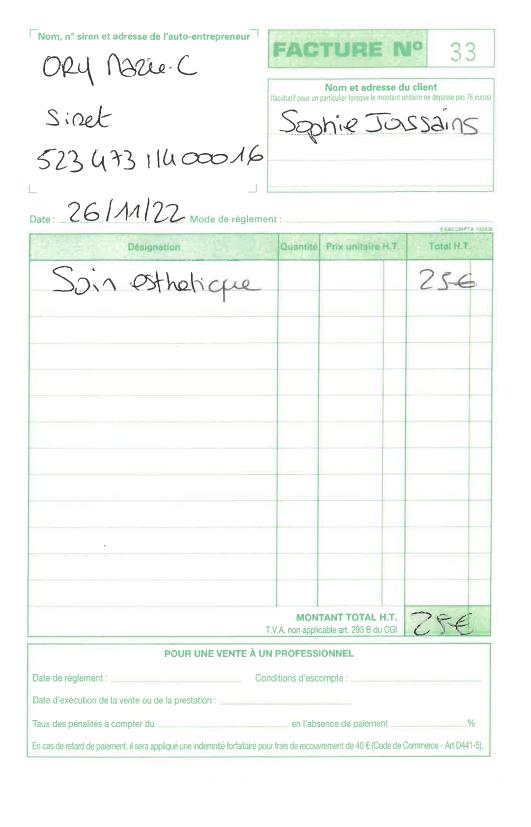 Nom, n° siren et adresse de l'auto-entrepreneur
ORY Marie-C
Siret
523 473 114 00016
FACTURE N° 33
Nom et adresse du client
(facultatif pour un particulier lorsque le montant unitaire ne dépasse pas 76 euros)
Sophie Jossains
Date : 26/11/22 Mode de règlement :
EXACOMPTA
Désignation Quantité Prix unitaire H.T. Total H.T.
Soin esthetique 25€
MONTANT TOTAL H.T. 25€
T.V.A. non applicable art. 293 B du CGI
POUR UNE VENTE À UN PROFESSIONNEL
Date de règlement : Conditions d'escompte :
Date d'exécution de la vente ou de la prestation :
Taux des pénalités à compter du en l'absence de paiement %
En cas de retard de paiement, il sera appliqué une indemnité forfaitaire pour frais de recouvrement de 40 € (Code de Commerce - Art D441-5).